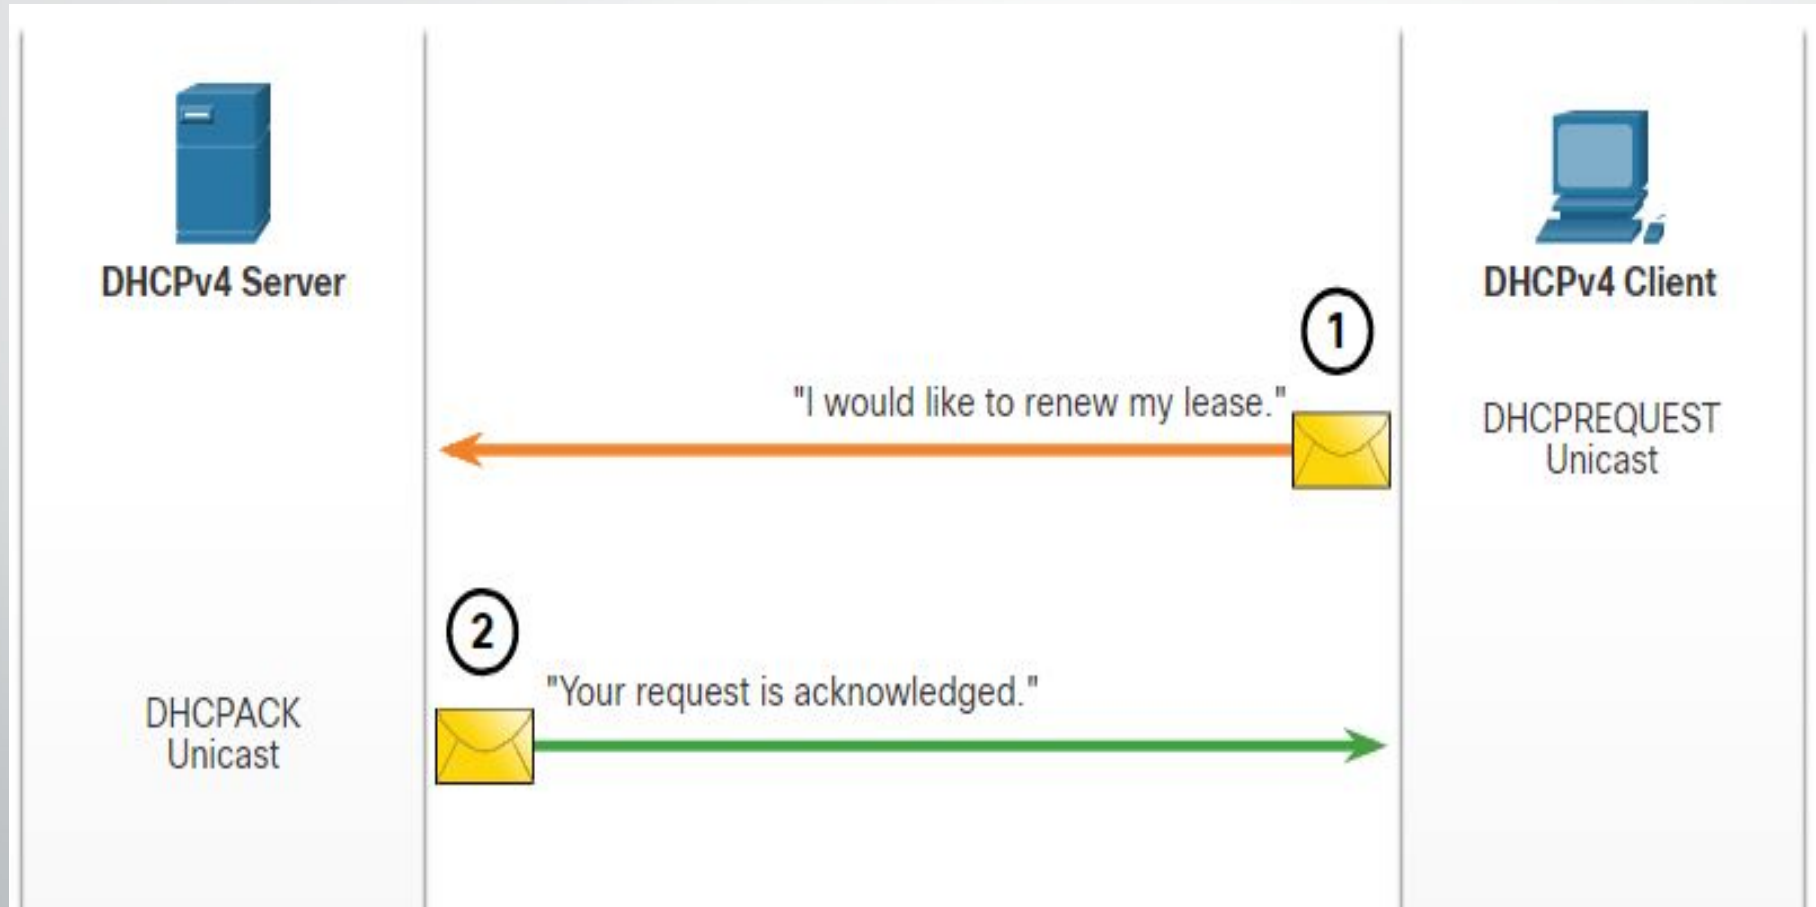 DHCPv4 Server
DHCPv4 Client
1
"I would like to renew my lease."
DHCPREQUEST
Unicast
2
"Your request is acknowledged."
DHCPACK
Unicast